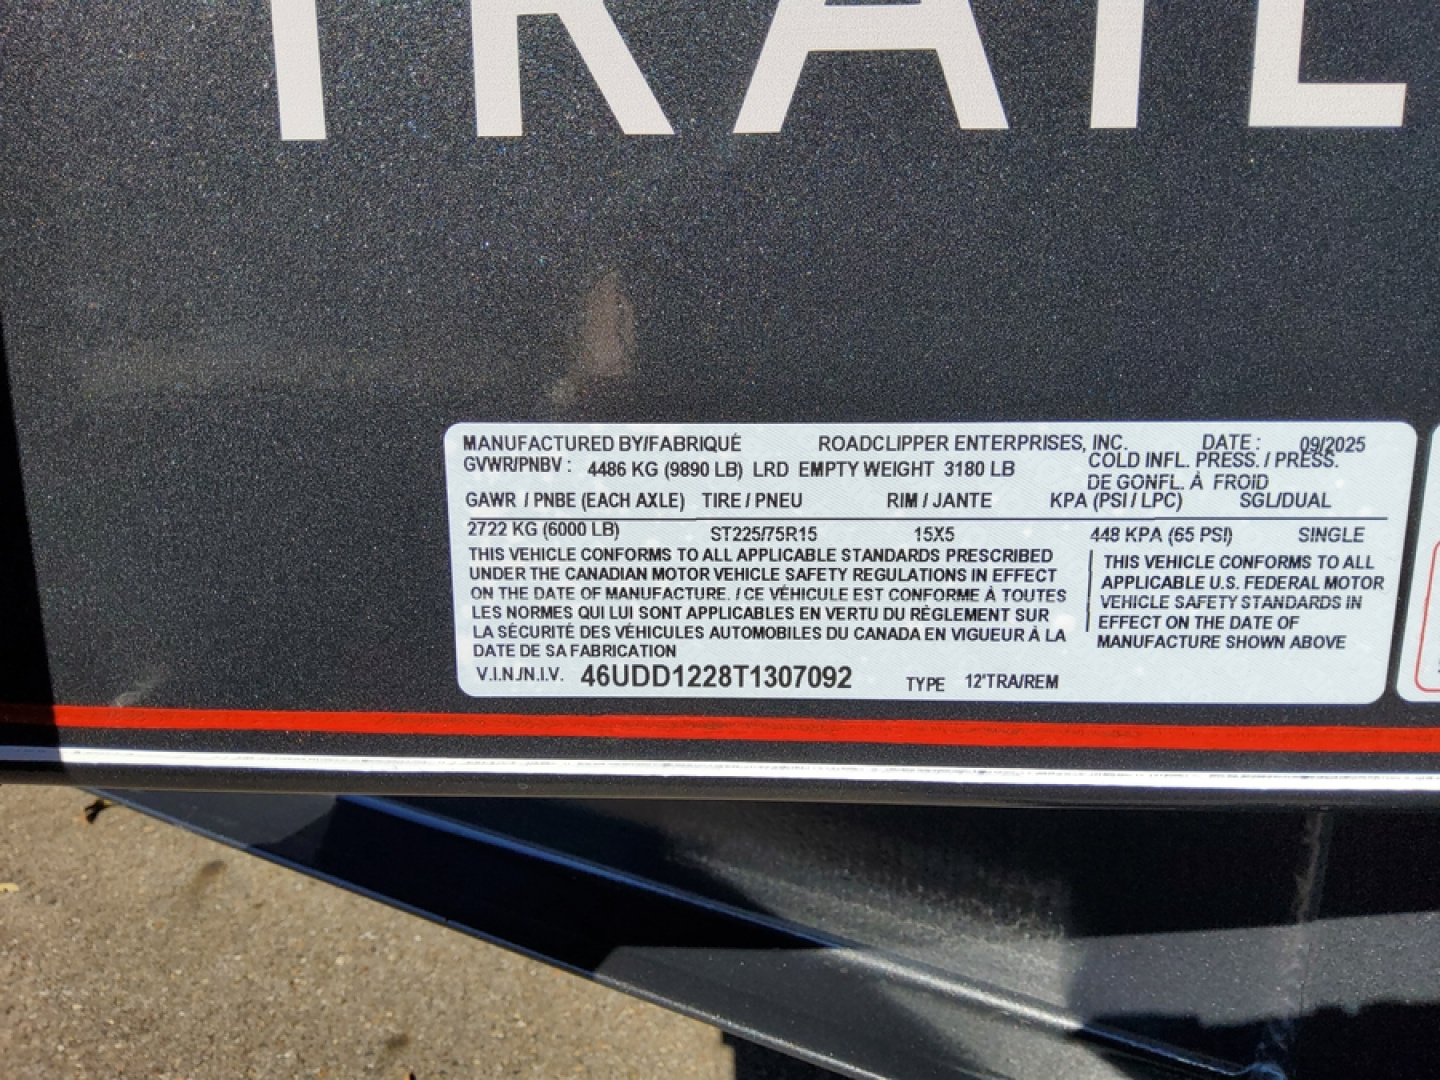 TRAIL
MANUFACTURED BY/FABRIQUÉ ROADCLIPPER ENTERPRISES, INC. DATE : 09/2025
GVWR/PNBV : 4486 KG (9890 LB) LRD EMPTY WEIGHT 3180 LB COLD INFL. PRESS. / PRESS.
DE GONFL. À FROID
GAWR / PNBE (EACH AXLE) TIRE / PNEU RIM / JANTE KPA (PSI / LPC) SGL/DUAL
2722 KG (6000 LB) ST225/75R15 15X5 448 KPA (65 PSI) SINGLE
THIS VEHICLE CONFORMS TO ALL APPLICABLE STANDARDS PRESCRIBED
UNDER THE CANADIAN MOTOR VEHICLE SAFETY REGULATIONS IN EFFECT
ON THE DATE OF MANUFACTURE. / CE VÉHICULE EST CONFORME À TOUTES
LES NORMES QUI LUI SONT APPLICABLES EN VERTU DU RÈGLEMENT SUR
LA SÉCURITÉ DES VÉHICULES AUTOMOBILES DU CANADA EN VIGUEUR À LA
DATE DE SA FABRICATION
THIS VEHICLE CONFORMS TO ALL
APPLICABLE U.S. FEDERAL MOTOR
VEHICLE SAFETY STANDARDS IN
EFFECT ON THE DATE OF
MANUFACTURE SHOWN ABOVE
V.I.N./N.I.V. 46UDD1228T1307092 TYPE 12'TRA/REM